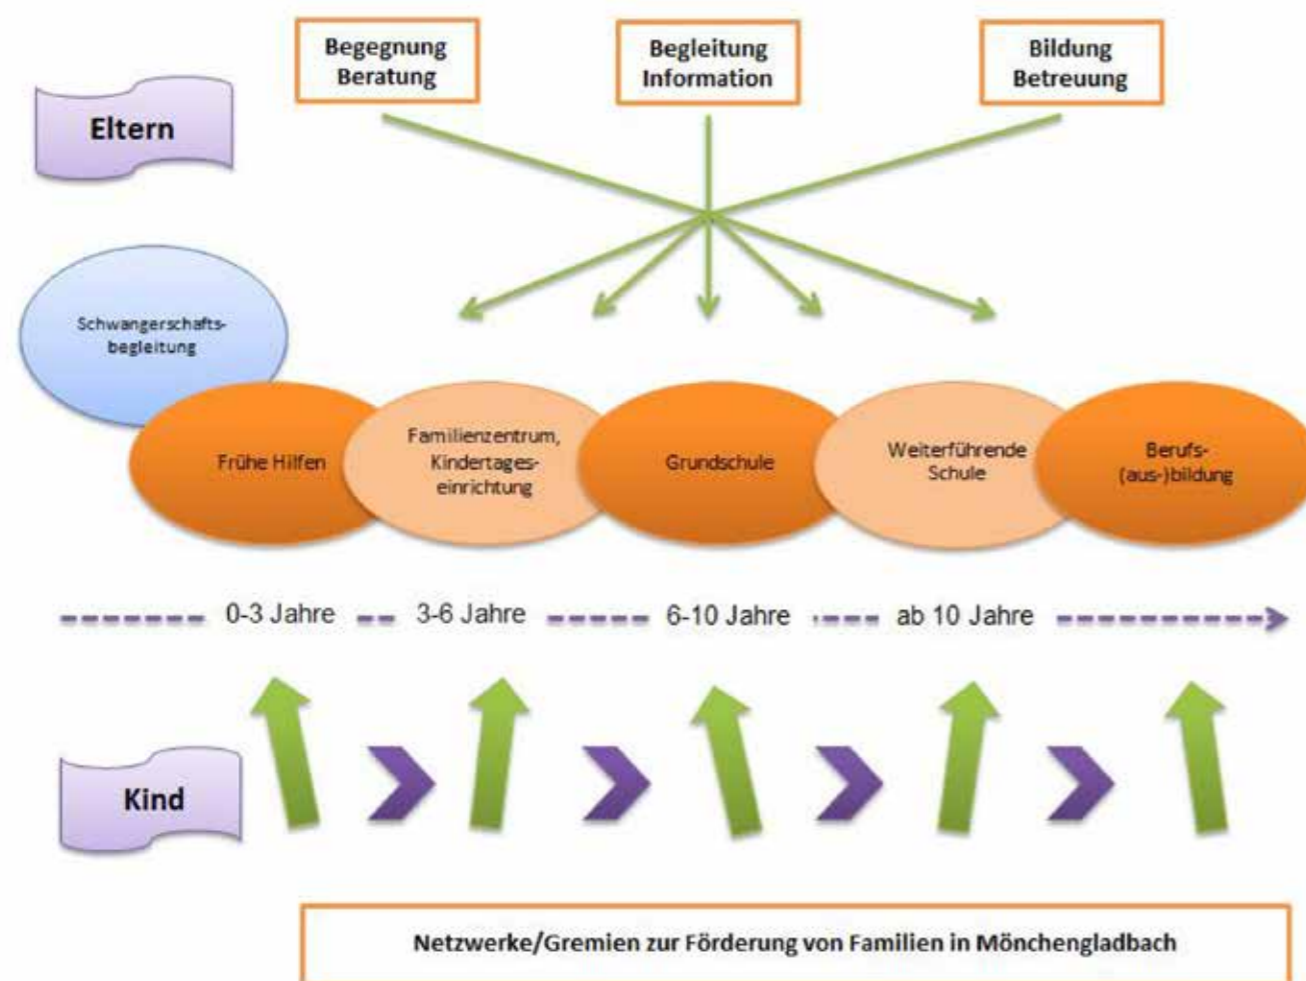 Begegnung
Beratung
Begleitung
Information
Bildung
Betreuung
Eltern
Schwangerschafts-
begleitung
Frühe Hilfen
Familienzentrum,
Kindertages-
einrichtung
Grundschule
Weiterführende
Schule
Berufs-
(aus-)bildung
0-3 Jahre
3-6 Jahre
6-10 Jahre
ab 10 Jahre
Kind
Netzwerke/Gremien zur Förderung von Familien in Mönchengladbach